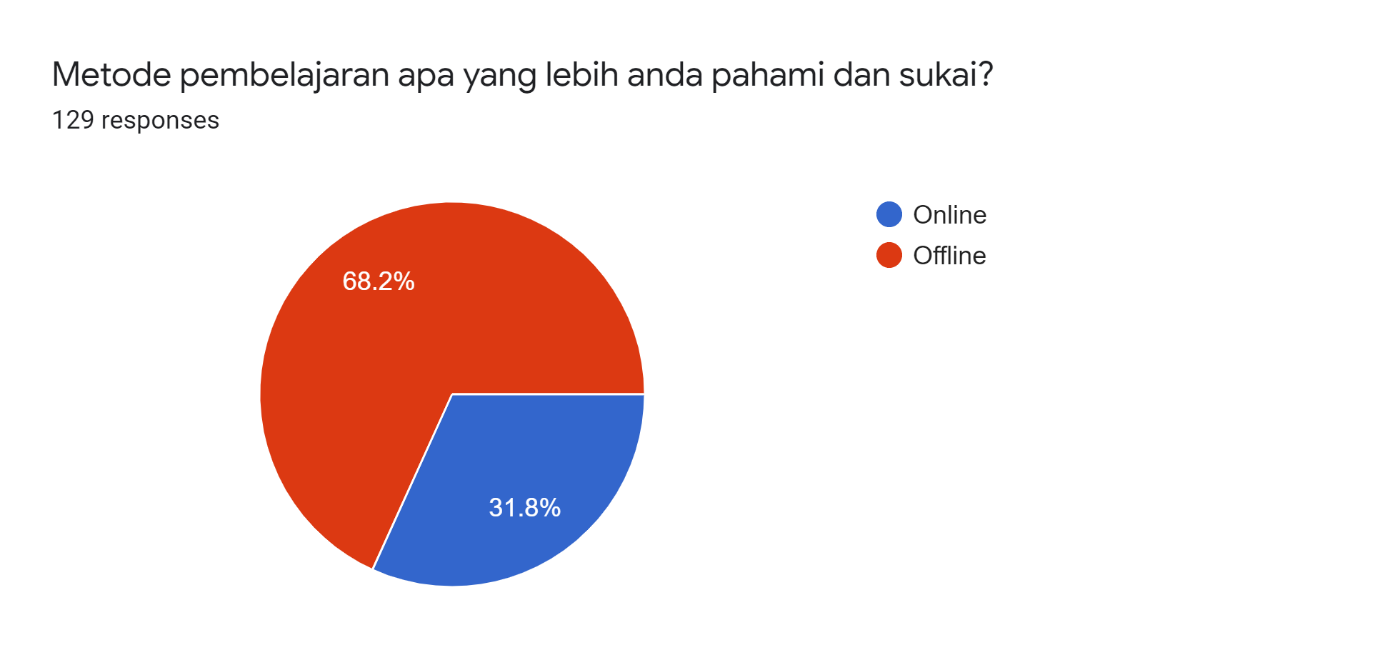 Metode pembelajaran apa yang lebih anda pahami dan sukai?
129 responses
Online
Offline
68.2%
31.8%